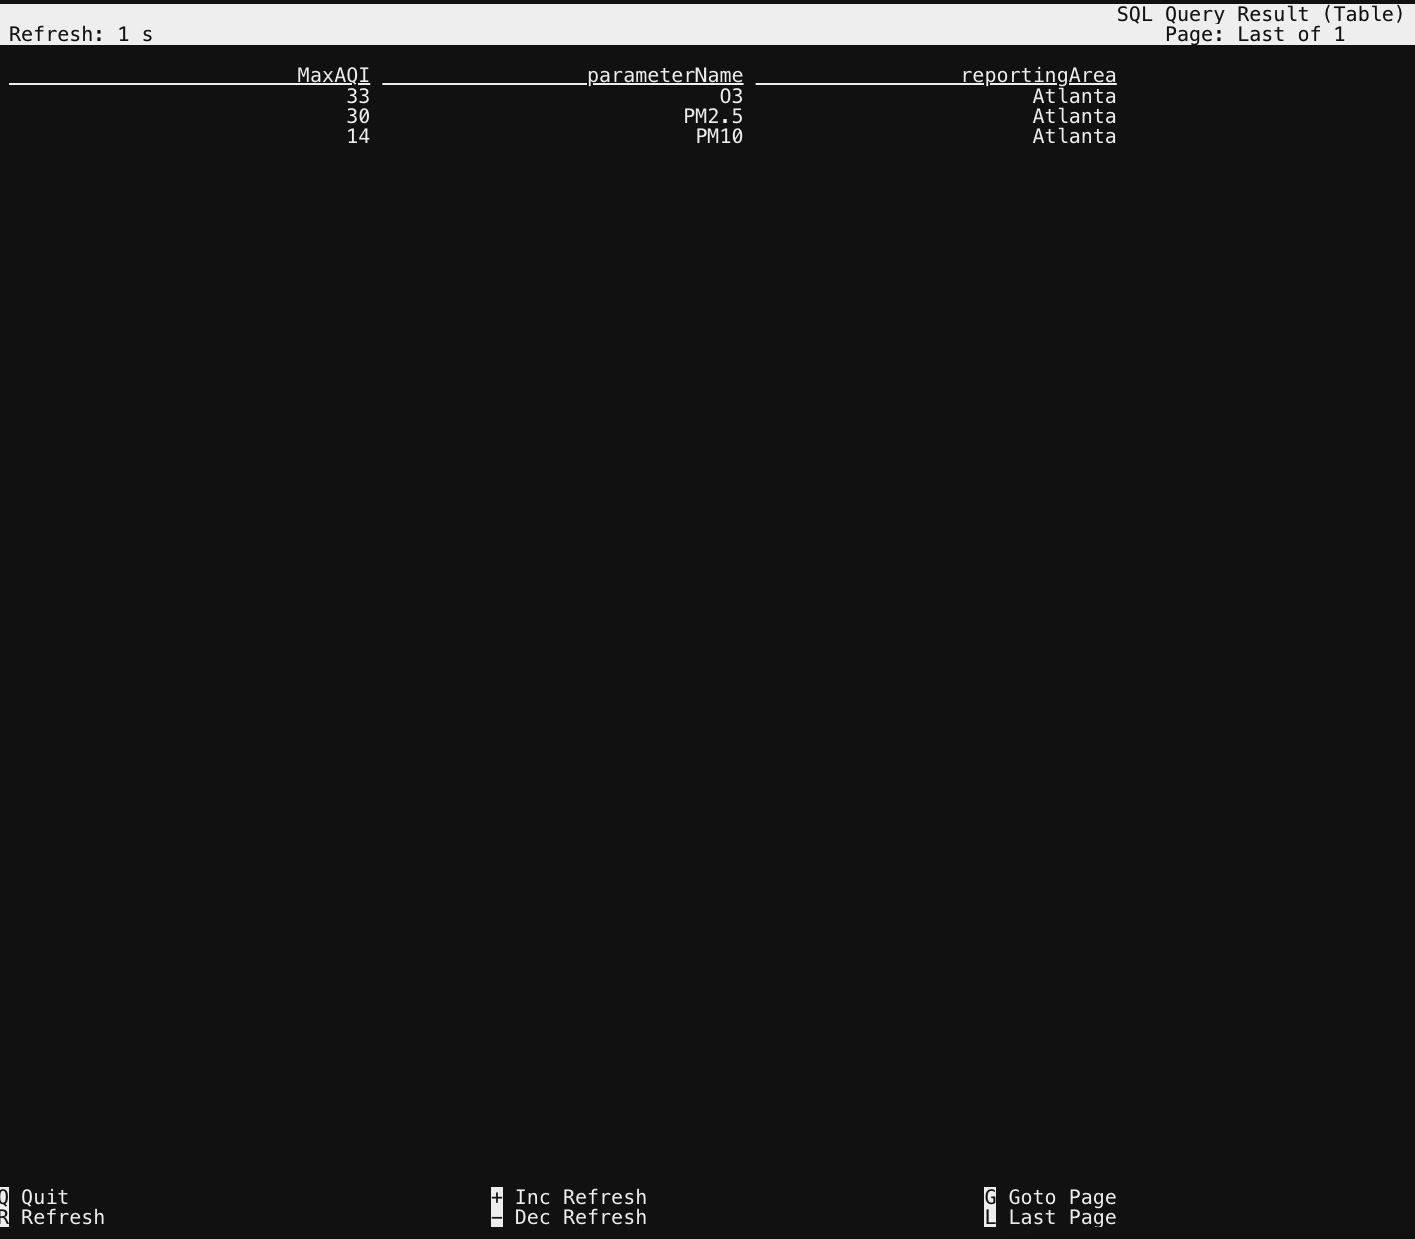 SQL Query Result (Table)
Refresh: 1 s Page: Last of 1
MaxAQI parameterName reportingArea
33 O3 Atlanta
30 PM2.5 Atlanta
14 PM10 Atlanta
Q Quit + Inc Refresh G Goto Page
R Refresh - Dec Refresh L Last Page